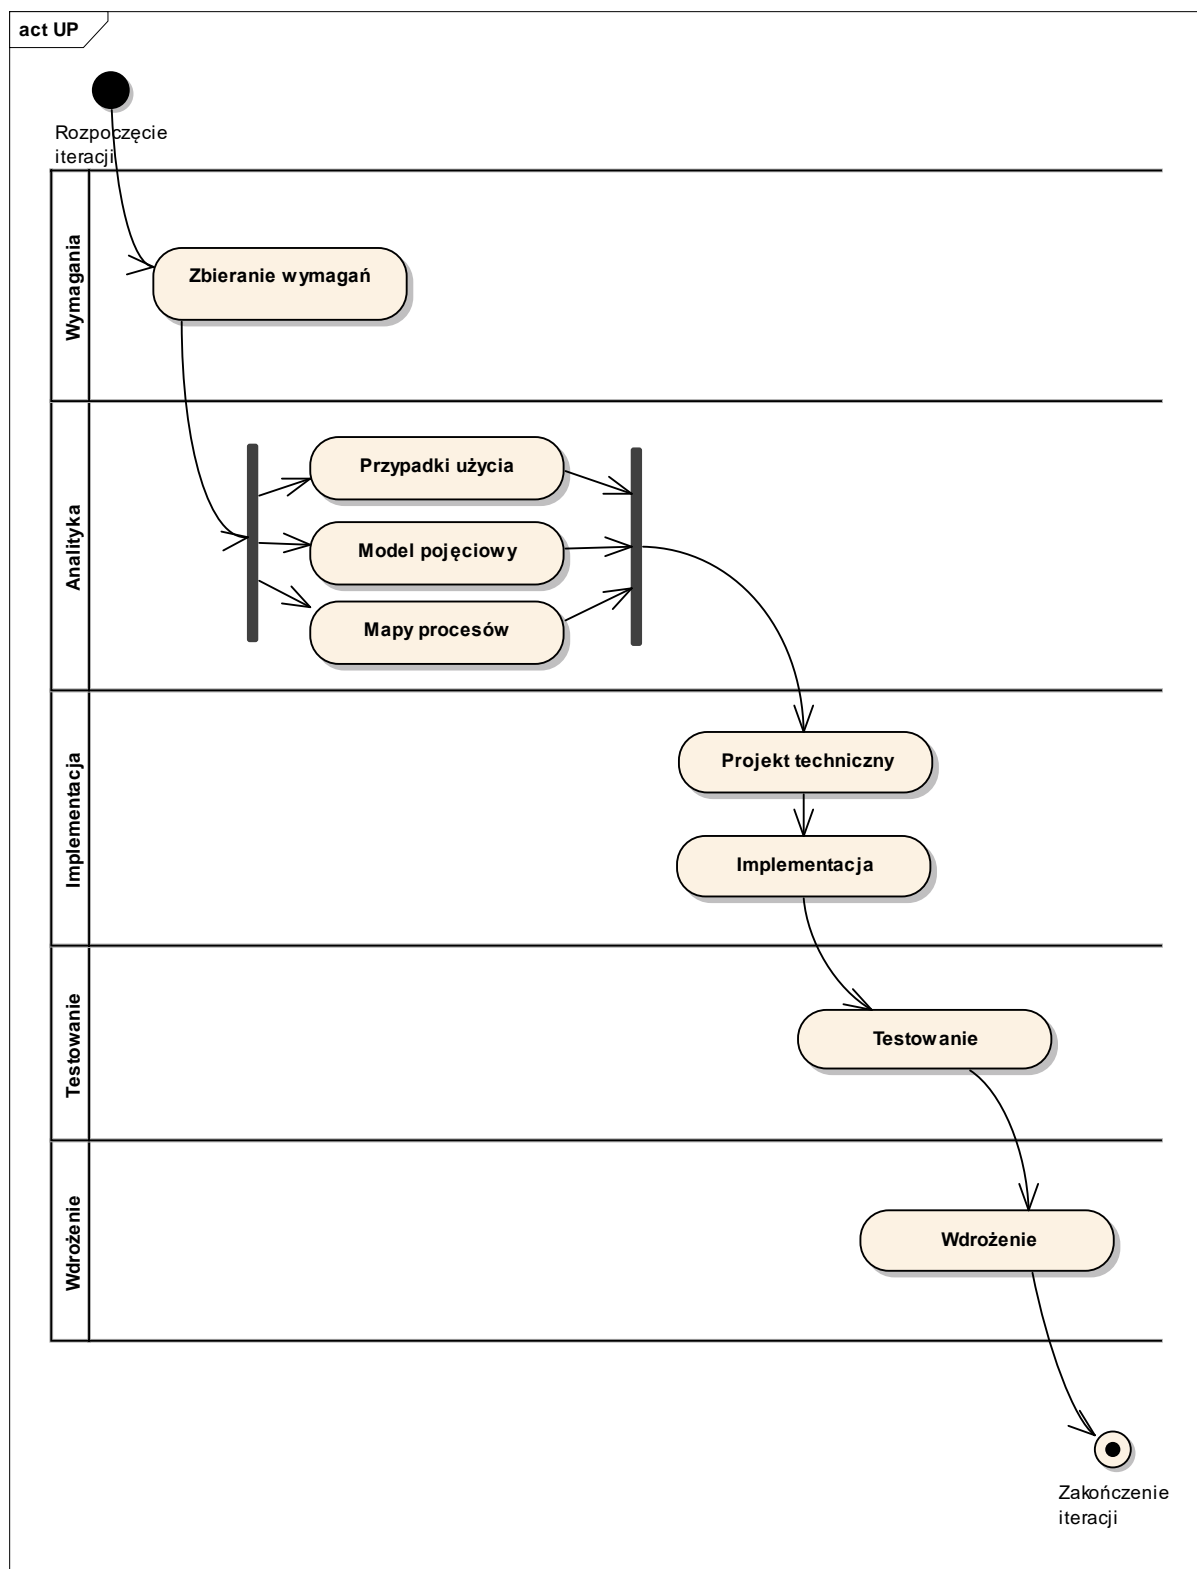 act UP
Rozpoczęcie
iteracji
Wymagania
Zbieranie wymagań
Analityka
Przypadki użycia
Model pojęciowy
Mapy procesów
Implementacja
Projekt techniczny
Implementacja
Testowanie
Testowanie
Wdrożenie
Wdrożenie
Zakończenie
iteracji